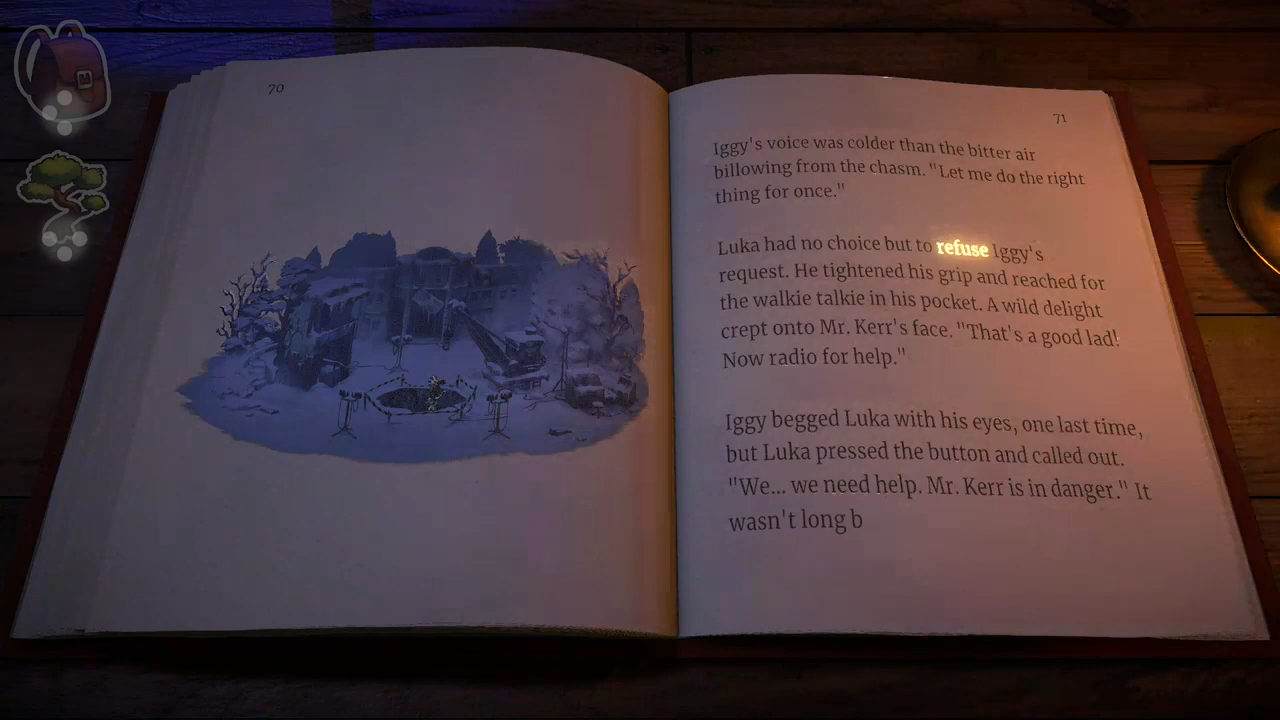 70
71
Iggy's voice was colder than the bitter air
billowing from the chasm. "Let me do the right
thing for once."
Luka had no choice but to refuse Iggy's
request. He tightened his grip and reached for
the walkie talkie in his pocket. A wild delight
crept onto Mr. Kerr's face. "That's a good lad!
Now radio for help."
Iggy begged Luka with his eyes, one last time,
but Luka pressed the button and called out.
"We... we need help. Mr. Kerr is in danger." It
wasn't long b